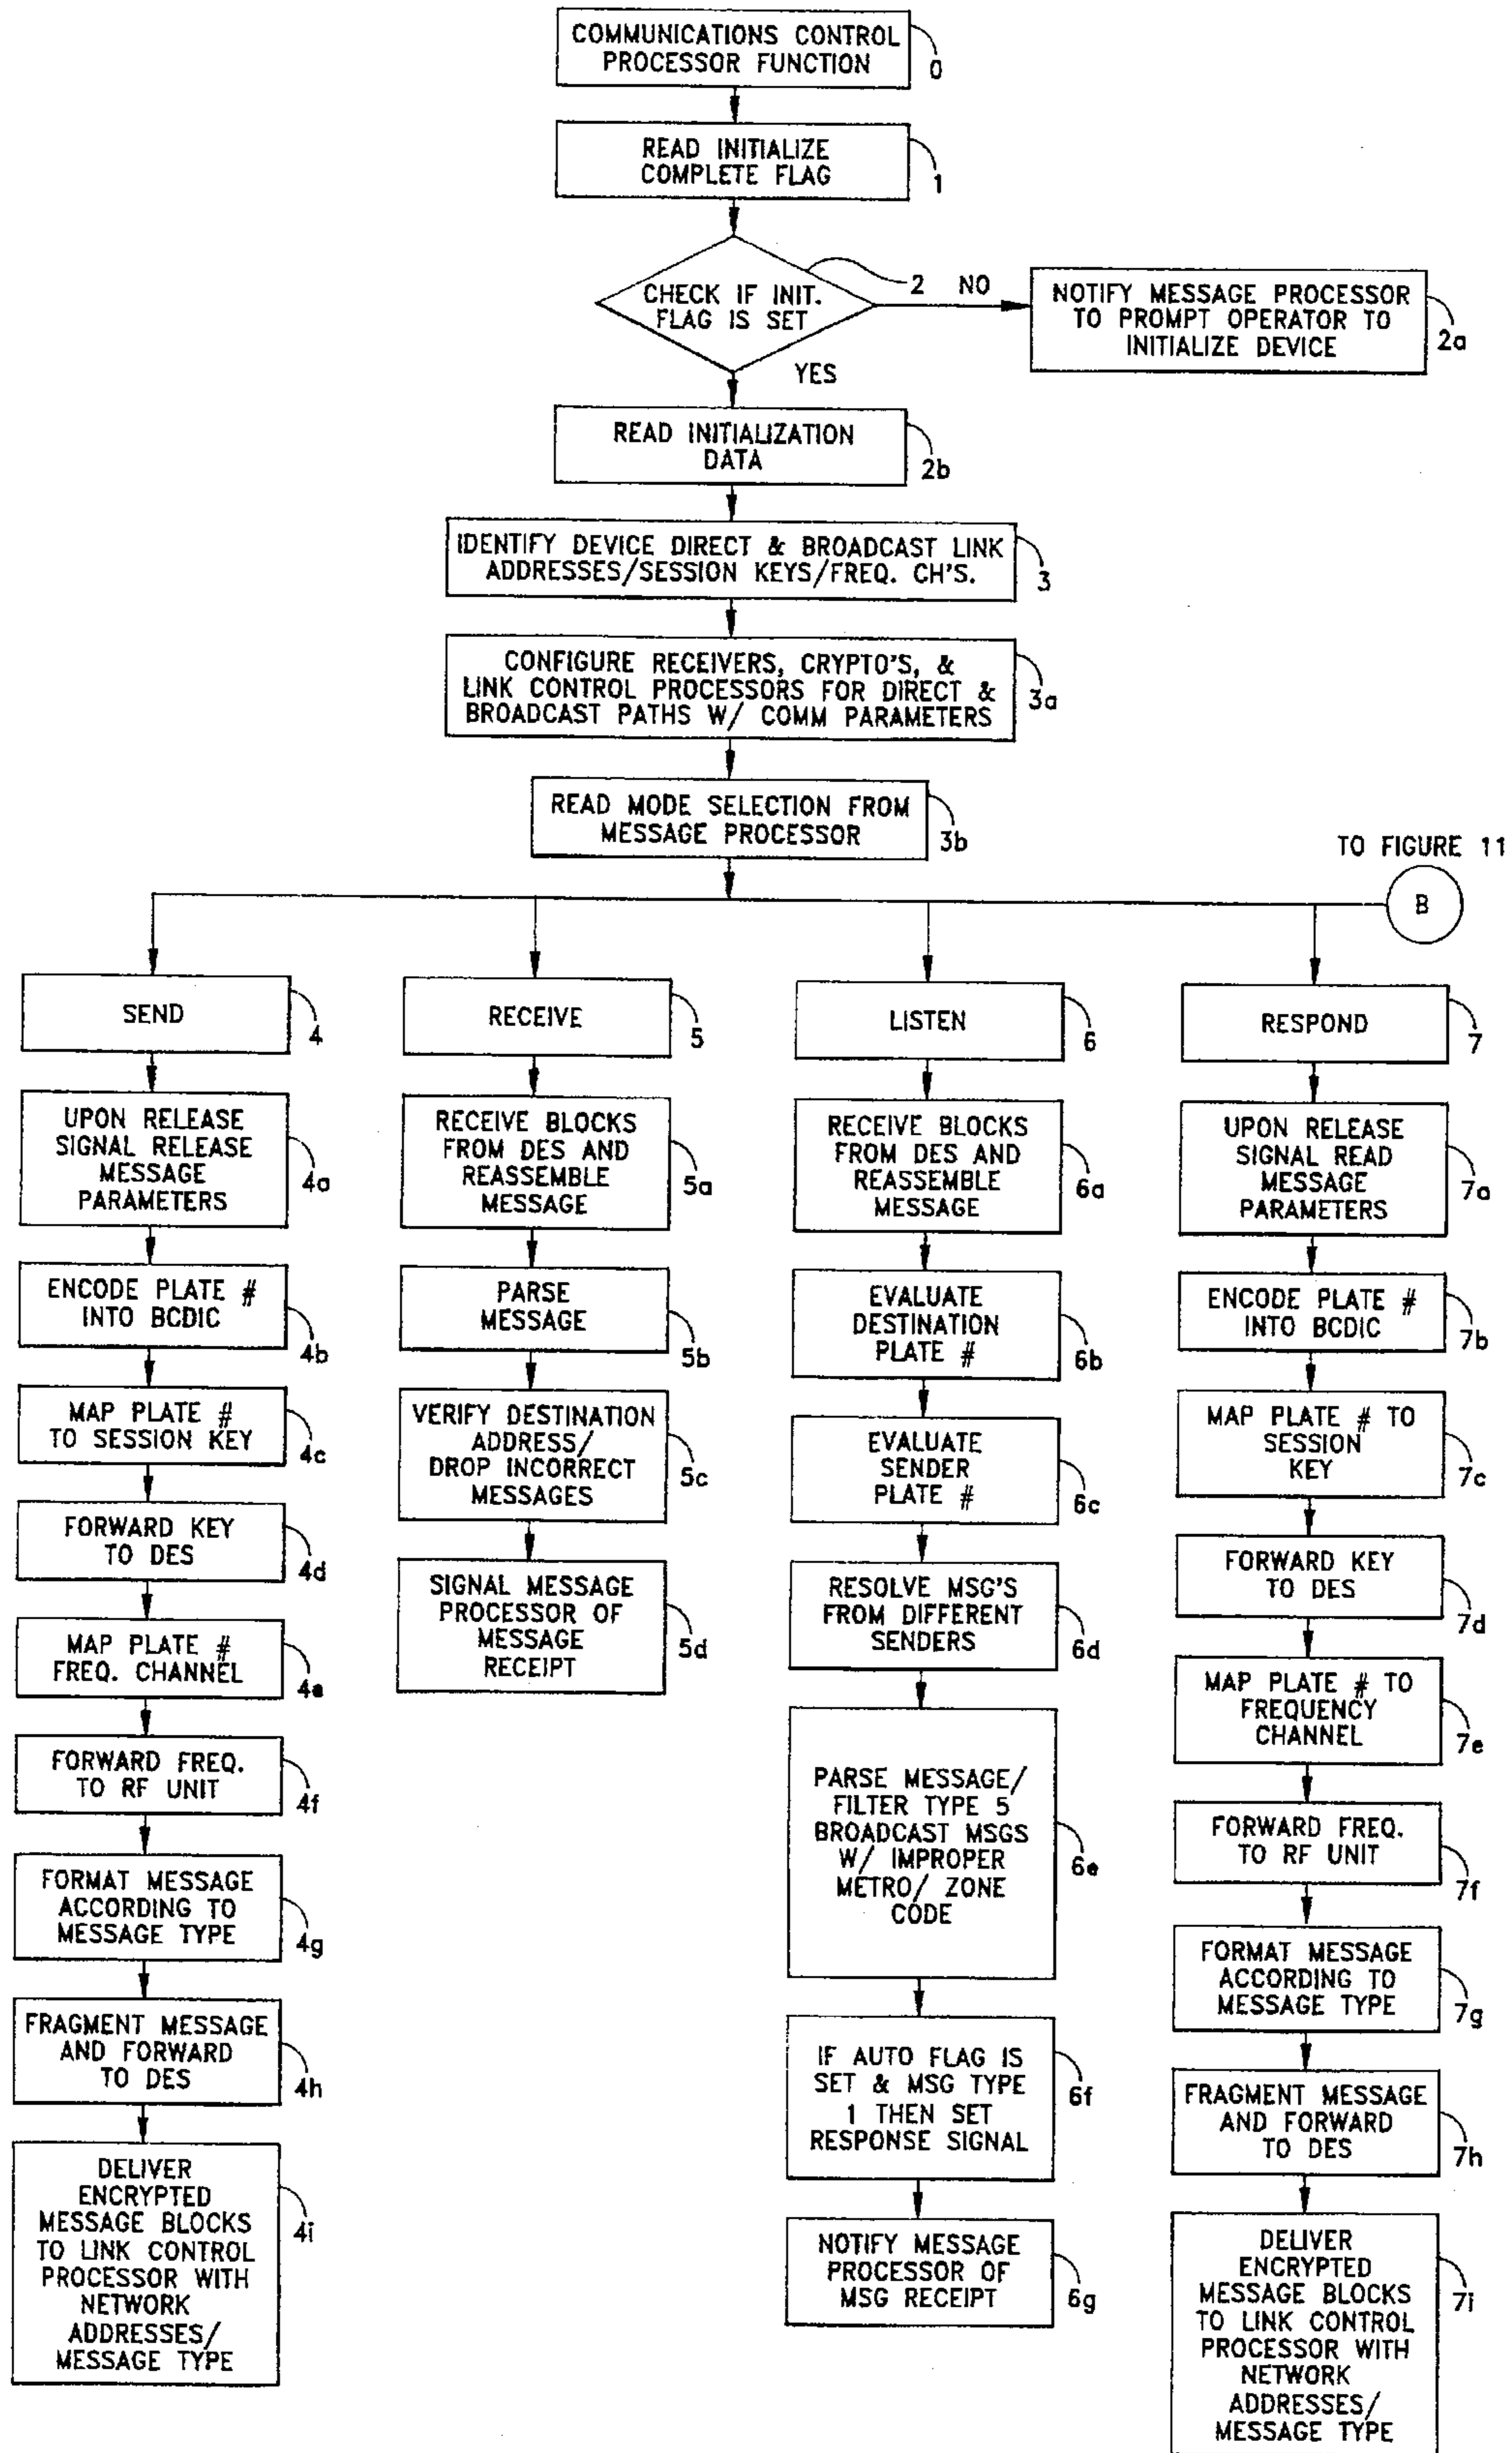 COMMUNICATIONS CONTROL
PROCESSOR FUNCTION
0
READ INITIALIZE
COMPLETE FLAG
1
CHECK IF INIT.
FLAG IS SET
2 NO
NOTIFY MESSAGE PROCESSOR
TO PROMPT OPERATOR TO
INITIALIZE DEVICE
2a
YES
READ INITIALIZATION
DATA
2b
IDENTIFY DEVICE DIRECT & BROADCAST LINK
ADDRESSES/SESSION KEYS/FREQ. CH'S.
3
CONFIGURE RECEIVERS, CRYPTO'S, &
LINK CONTROL PROCESSORS FOR DIRECT &
BROADCAST PATHS W/ COMM PARAMETERS
3a
READ MODE SELECTION FROM
MESSAGE PROCESSOR
3b
TO FIGURE 11
B
SEND
4
UPON RELEASE
SIGNAL RELEASE
MESSAGE
PARAMETERS
4a
ENCODE PLATE #
INTO BCDIC
4b
MAP PLATE #
TO SESSION KEY
4c
FORWARD KEY
TO DES
4d
MAP PLATE #
FREQ. CHANNEL
4e
FORWARD FREQ.
TO RF UNIT
4f
FORMAT MESSAGE
ACCORDING TO
MESSAGE TYPE
4g
FRAGMENT MESSAGE
AND FORWARD
TO DES
4h
DELIVER
ENCRYPTED
MESSAGE BLOCKS
TO LINK CONTROL
PROCESSOR WITH
NETWORK
ADDRESSES/
MESSAGE TYPE
4i
RECEIVE
5
RECEIVE BLOCKS
FROM DES AND
REASSEMBLE
MESSAGE
5a
PARSE
MESSAGE
5b
VERIFY DESTINATION
ADDRESS/
DROP INCORRECT
MESSAGES
5c
SIGNAL MESSAGE
PROCESSOR OF
MESSAGE
RECEIPT
5d
LISTEN
6
RECEIVE BLOCKS
FROM DES AND
REASSEMBLE
MESSAGE
6a
EVALUATE
DESTINATION
PLATE #
6b
EVALUATE
SENDER
PLATE #
6c
RESOLVE MSG'S
FROM DIFFERENT
SENDERS
6d
PARSE MESSAGE/
FILTER TYPE 5
BROADCAST MSGS
W/ IMPROPER
METRO/ ZONE
CODE
6e
IF AUTO FLAG IS
SET & MSG TYPE
1 THEN SET
RESPONSE SIGNAL
6f
NOTIFY MESSAGE
PROCESSOR OF
MSG RECEIPT
6g
RESPOND
7
UPON RELEASE
SIGNAL READ
MESSAGE
PARAMETERS
7a
ENCODE PLATE #
INTO BCDIC
7b
MAP PLATE # TO
SESSION
KEY
7c
FORWARD KEY
TO DES
7d
MAP PLATE # TO
FREQUENCY
CHANNEL
7e
FORWARD FREQ.
TO RF UNIT
7f
FORMAT MESSAGE
ACCORDING TO
MESSAGE TYPE
7g
FRAGMENT MESSAGE
AND FORWARD
TO DES
7h
DELIVER
ENCRYPTED
MESSAGE BLOCKS
TO LINK CONTROL
PROCESSOR WITH
NETWORK
ADDRESSES/
MESSAGE TYPE
7i